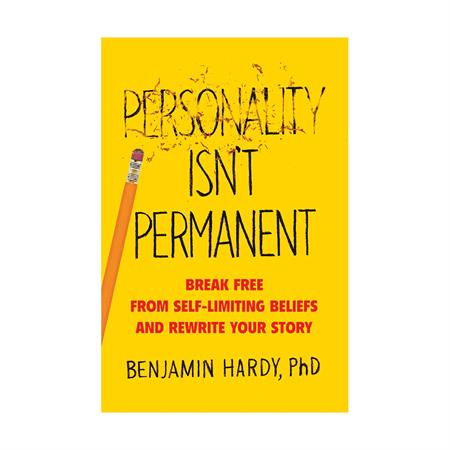 PERSONALITY
ISN'T
PERMANENT
BREAK FREE
FROM SELF-LIMITING BELIEFS
AND REWRITE YOUR STORY
BENJAMIN HARDY, PhD